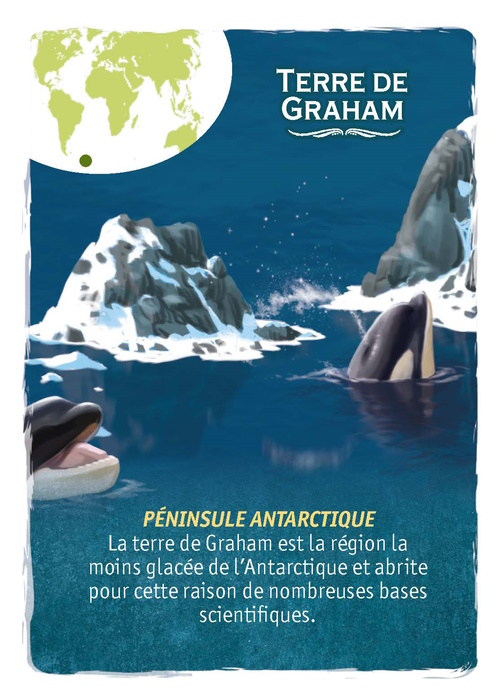 TERRE DE
GRAHAM
PÉNINSULE ANTARCTIQUE
La terre de Graham est la région la
moins glacée de l'Antarctique et abrite
pour cette raison de nombreuses bases
scientifiques.